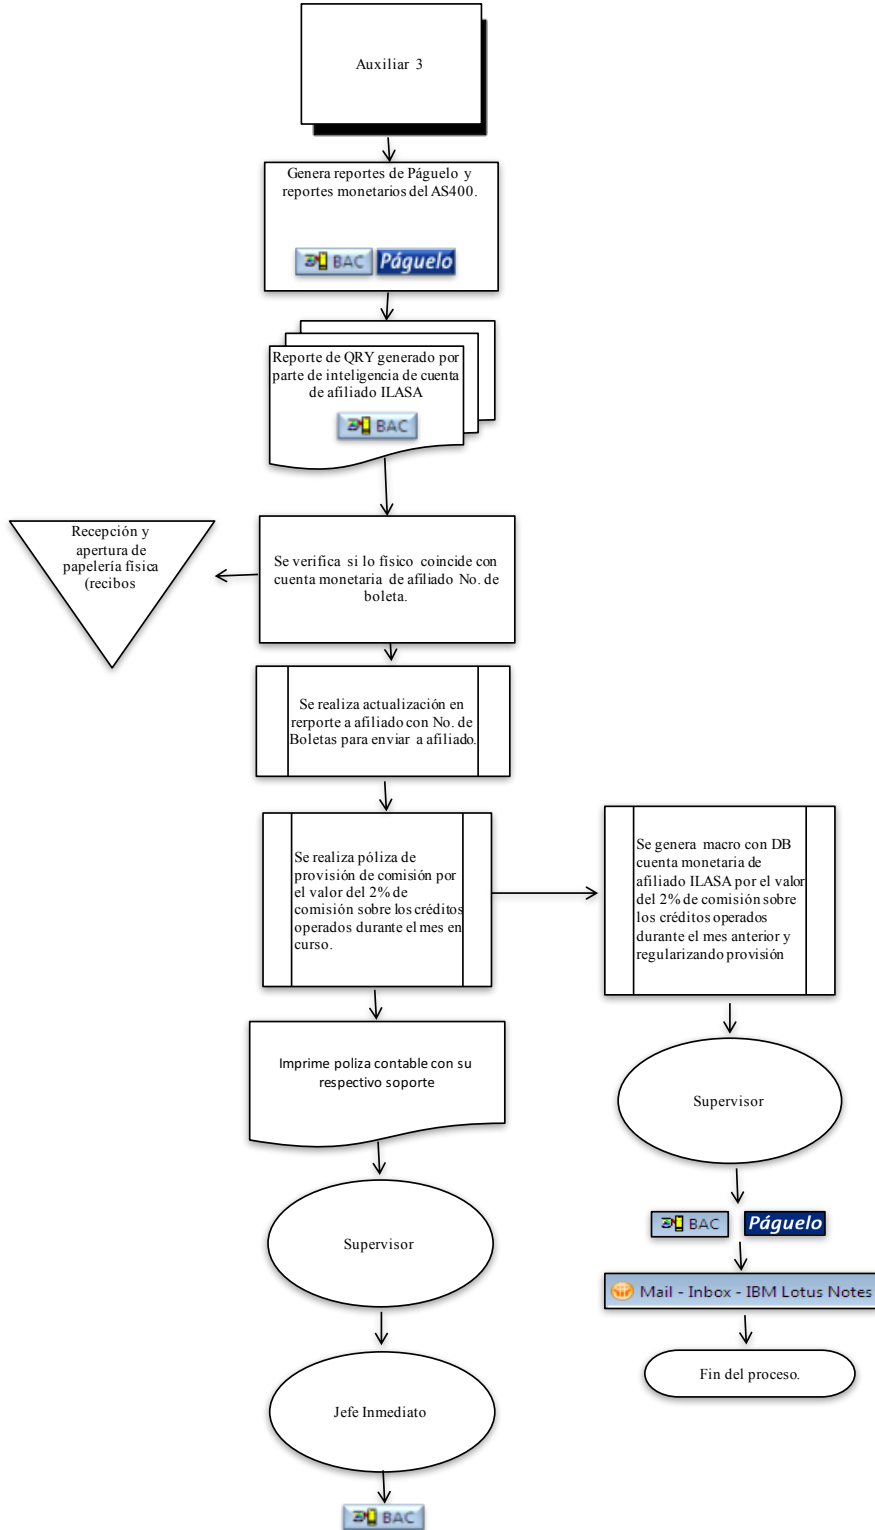 Auxiliar 3
Genera reportes de Páguelo y
reportes monetarios del AS400.
BAC Páguelo
Reporte de QRY generado por
parte de inteligencia de cuenta
de afiliado ILASA
BAC
Recepción y
apertura de
papelería física
(recibos
Se verifica si lo físico coincide con
cuenta monetaria de afiliado No. de
boleta.
Se realiza actualización en
rerporte a afiliado con No. de
Boletas para enviar a afiliado.
Se realiza póliza de
provisión de comisión por
el valor del 2% de
comisión sobre los créditos
operados durante el mes en
curso.
Se genera macro con DB
cuenta monetaria de
afiliado ILASA por el valor
del 2% de comisión sobre
los créditos operados
durante el mes anterior y
regularizando provisión
Imprime poliza contable con su
respectivo soporte
Supervisor
Jefe Inmediato
BAC
Supervisor
BAC Páguelo
Mail - Inbox - IBM Lotus Notes
Fin del proceso.